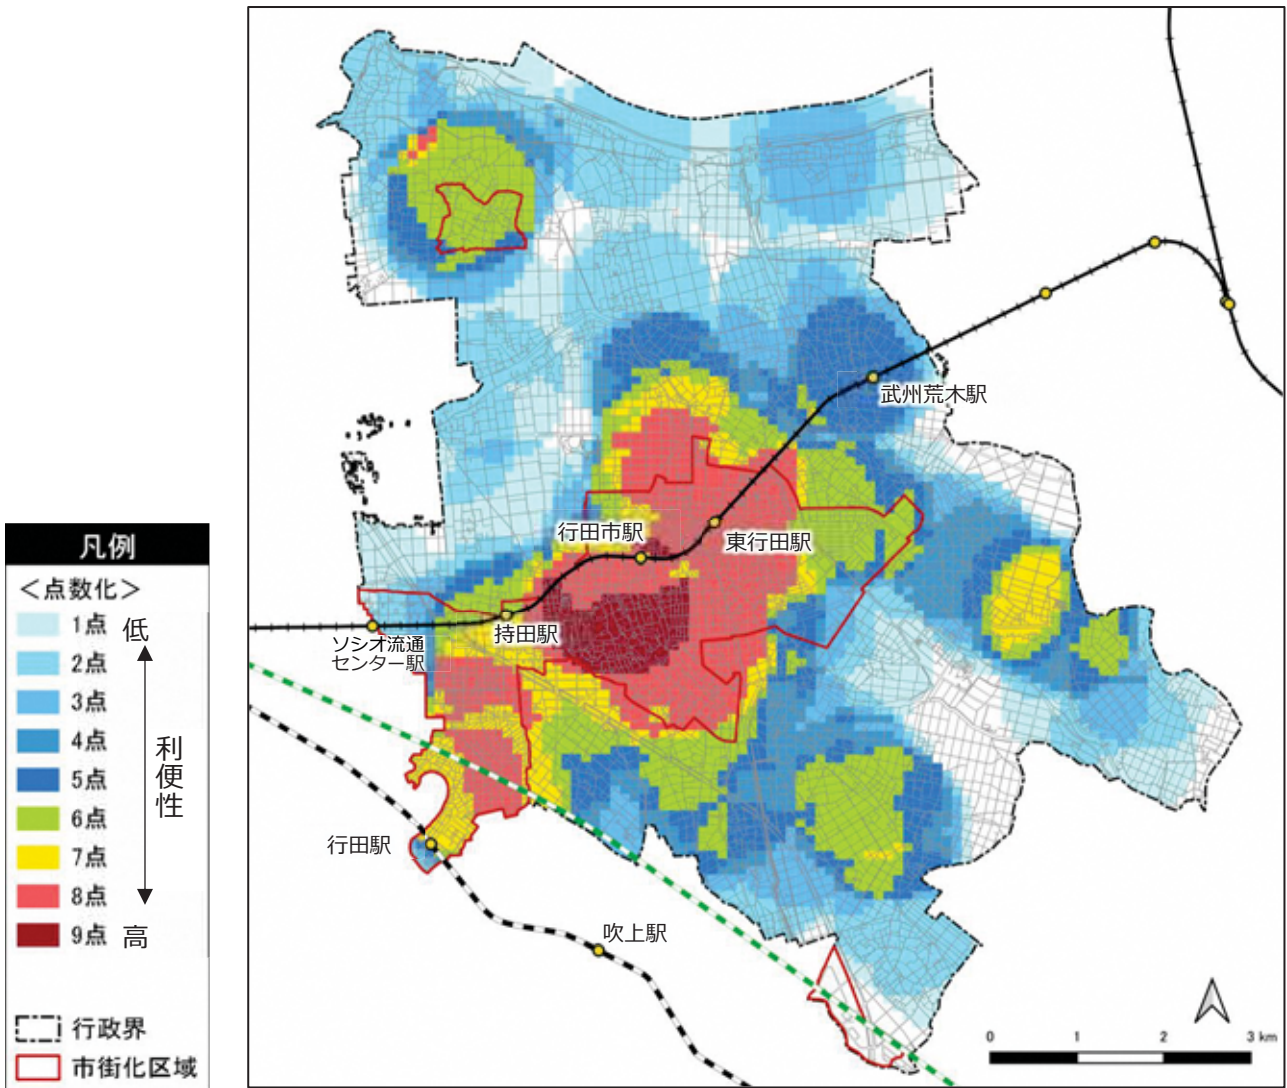 武州荒木駅
行田市駅
東行田駅
持田駅
ソシオ流通
センター駅
行田駅
吹上駅
凡例
＜点数化＞
1点 低
2点
3点
4点
5点
6点
7点
8点
9点 高
利便性
行政界
市街化区域
0 1 2 3 km